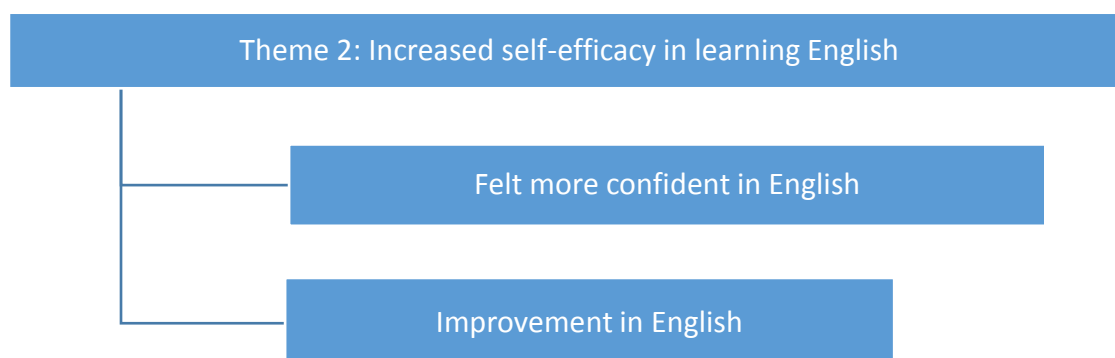 Theme 2: Increased self-efficacy in learning English
Felt more confident in English
Improvement in English